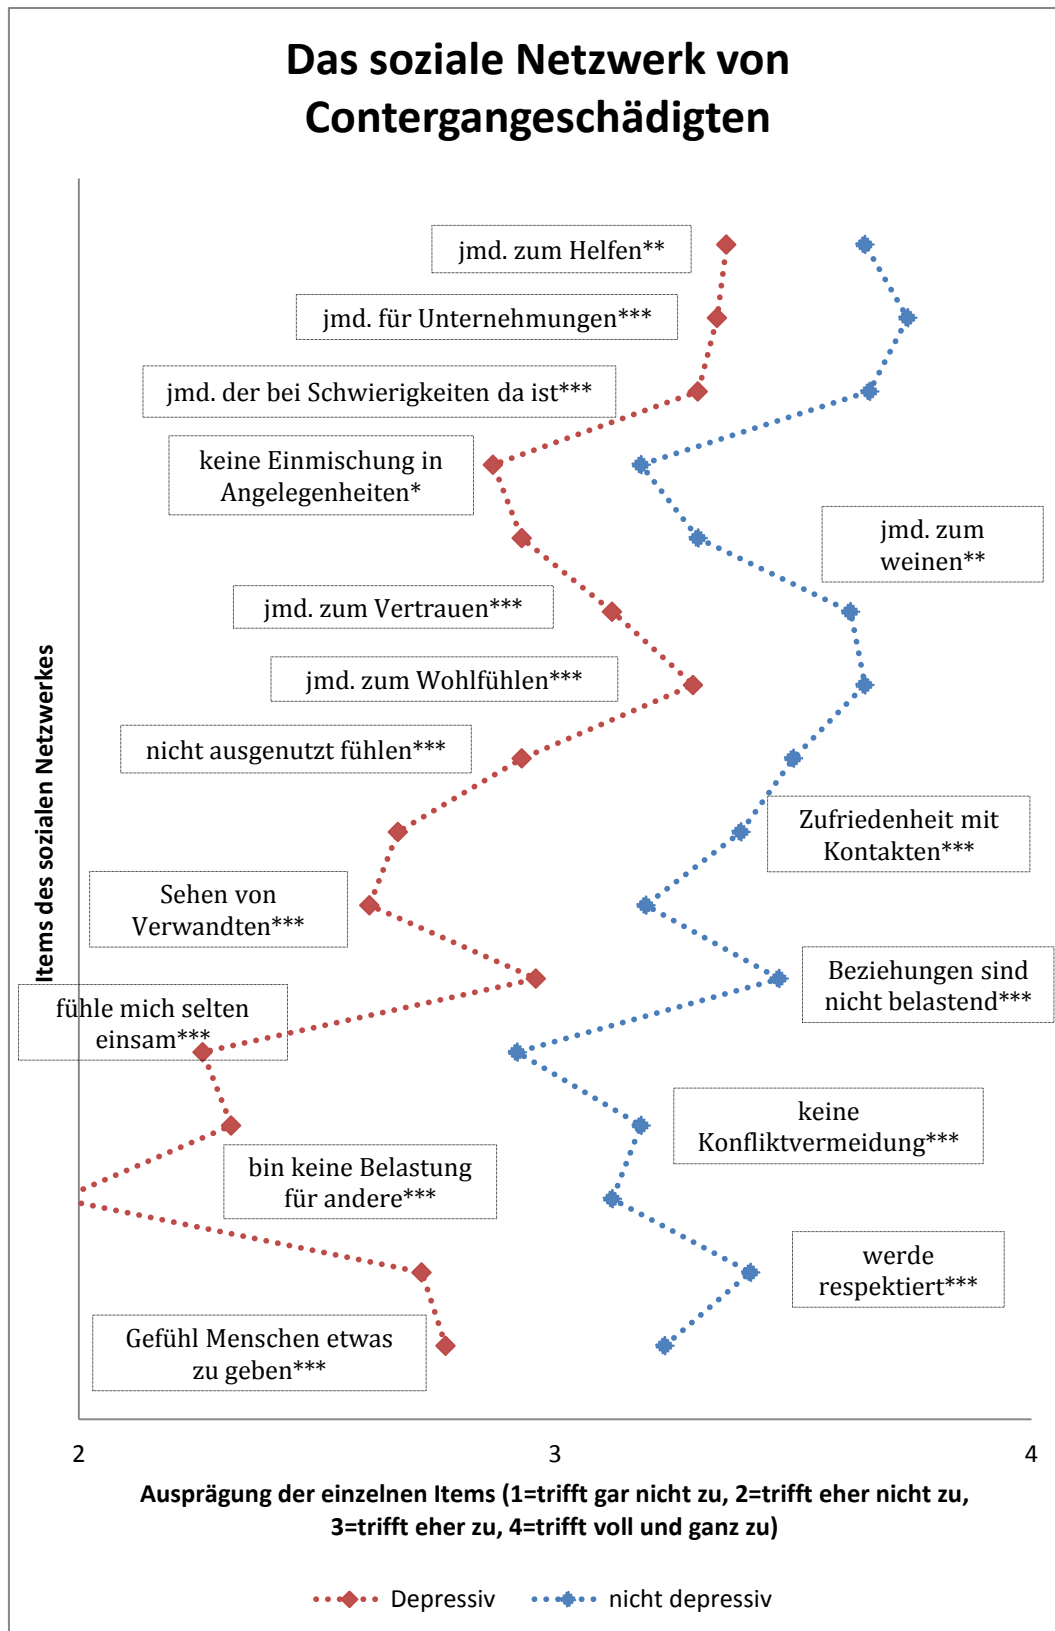 Das soziale Netzwerk von
Contergangeschädigten
jmd. zum Helfen**
jmd. für Unternehmungen***
jmd. der bei Schwierigkeiten da ist***
keine Einmischung in
Angelegenheiten*
jmd. zum
weinen**
jmd. zum Vertrauen***
jmd. zum Wohlfühlen***
nicht ausgenutzt fühlen***
Zufriedenheit mit
Kontakten***
Sehen von
Verwandten***
Beziehungen sind
nicht belastend***
fühle mich selten
einsam***
keine
Konfliktvermeidung***
bin keine Belastung
für andere***
werde
respektiert***
Gefühl Menschen etwas
zu geben***
Items des sozialen Netzwerkes
2 3 4
Ausprägung der einzelnen Items (1=trifft gar nicht zu, 2=trifft eher nicht zu,
3=trifft eher zu, 4=trifft voll und ganz zu)
Depressiv nicht depressiv